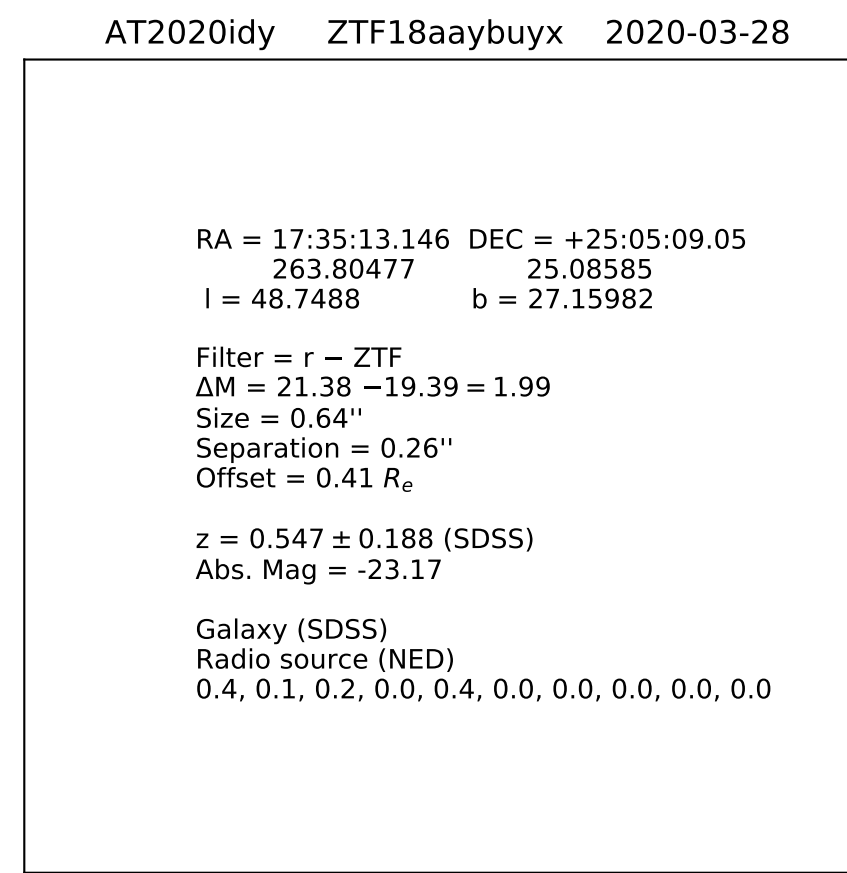 AT2020idy ZTF18aaybuyx 2020-03-28
RA = 17:35:13.146 DEC = +25:05:09.05
263.80477 25.08585
l = 48.7488 b = 27.15982
Filter = r − ZTF
ΔM = 21.38 −19.39 = 1.99
Size = 0.64''
Separation = 0.26''
Offset = 0.41 Rₑ
z = 0.547 ± 0.188 (SDSS)
Abs. Mag = -23.17
Galaxy (SDSS)
Radio source (NED)
0.4, 0.1, 0.2, 0.0, 0.4, 0.0, 0.0, 0.0, 0.0, 0.0